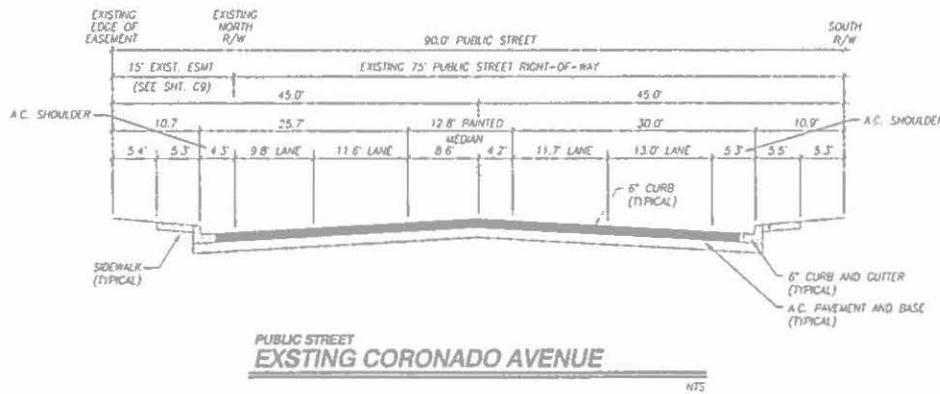 EXISTING
EDGE OF
EASEMENT
EXISTING
NORTH
R/W
SOUTH
R/W
90.0' PUBLIC STREET
15' EXIST. ESMT
(SEE SHT. C9)
EXISTING 75' PUBLIC STREET RIGHT-OF-WAY
45.0' 45.0'
A.C. SHOULDER
A.C. SHOULDER
10.7' 25.7' 12.8' PAINTED 30.0' 10.9'
MEDIAN
5.4' 5.3' 4.3' 9.8' LANE 11.6' LANE 8.6' 4.2' 11.7' LANE 13.0' LANE 5.3' 5.5' 5.3'
6" CURB
(TYPICAL)
SIDEWALK
(TYPICAL)
6" CURB AND GUTTER
(TYPICAL)
A.C. PAVEMENT AND BASE
(TYPICAL)
PUBLIC STREET
EXSTING CORONADO AVENUE
NTS